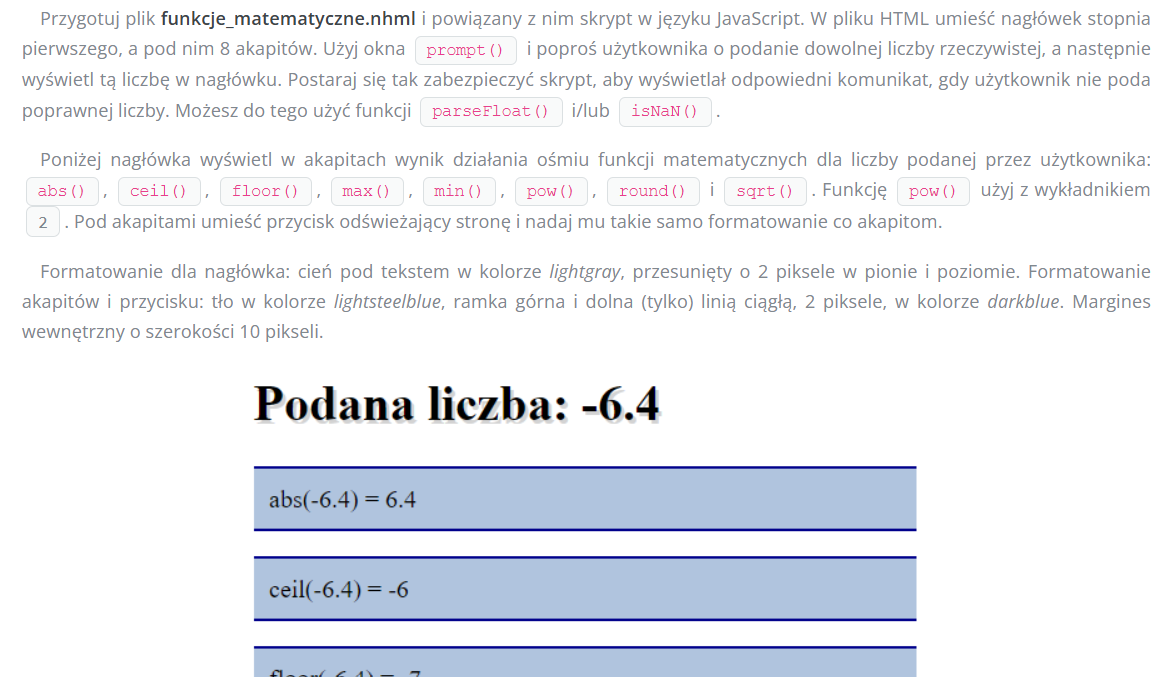 Przygotuj plik funkcje_matematyczne.nhml i powiązany z nim skrypt w języku JavaScript. W pliku HTML umieść nagłówek stopnia
pierwszego, a pod nim 8 akapitów. Użyj okna prompt() i poproś użytkownika o podanie dowolnej liczby rzeczywistej, a następnie
wyświetl tą liczbę w nagłówku. Postaraj się tak zabezpieczyć skrypt, aby wyświetlał odpowiedni komunikat, gdy użytkownik nie poda
poprawnej liczby. Możesz do tego użyć funkcji parseFloat() i/lub isNaN() .
Poniżej nagłówka wyświetl w akapitach wynik działania ośmiu funkcji matematycznych dla liczby podanej przez użytkownika:
abs() , ceil() , floor() , max() , min() , pow() , round() i sqrt() . Funkcję pow() użyj z wykładnikiem
2 . Pod akapitami umieść przycisk odświeżający stronę i nadaj mu takie samo formatowanie co akapitom.
Formatowanie dla nagłówka: cień pod tekstem w kolorze lightgray, przesunięty o 2 piksele w pionie i poziomie. Formatowanie
akapitów i przycisku: tło w kolorze lightsteelblue, ramka górna i dolna (tylko) linią ciągłą, 2 piksele, w kolorze darkblue. Margines
wewnętrzny o szerokości 10 pikseli.
Podana liczba: -6.4
abs(-6.4) = 6.4
ceil(-6.4) = -6
floor(-6.4) = -7